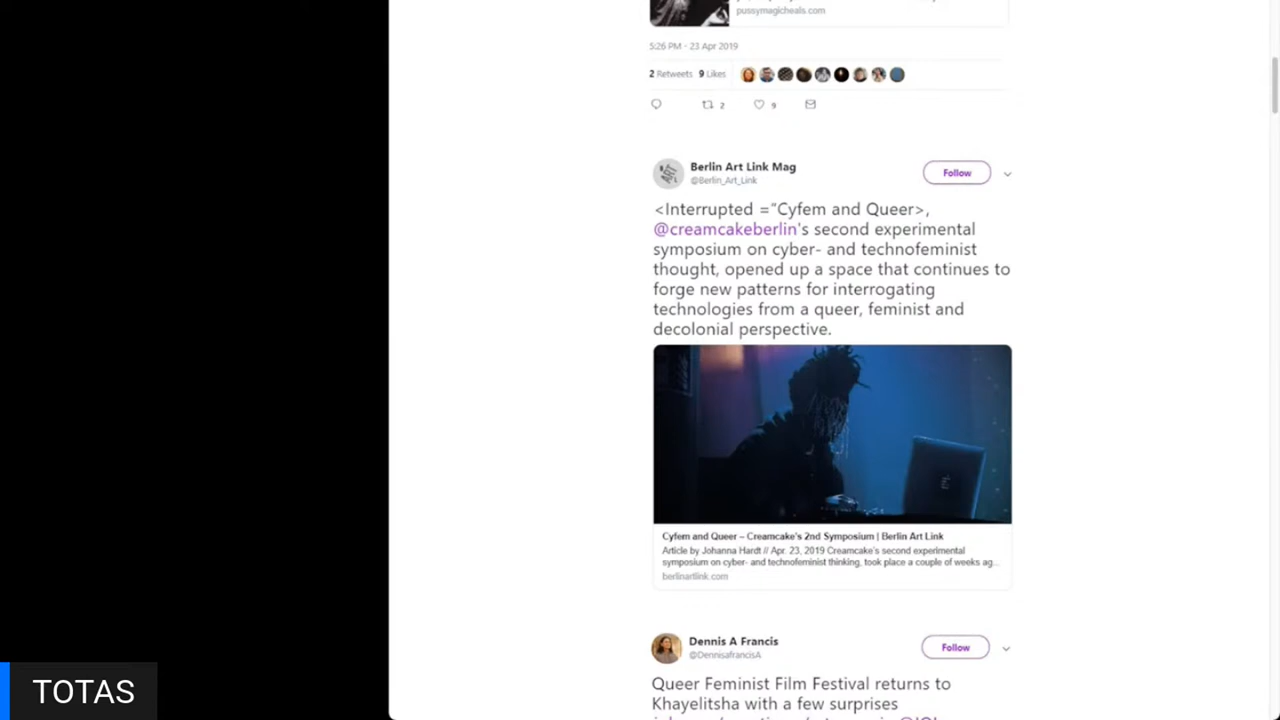 pussymagicheals.com
5:26 PM - 23 Apr 2019
2 Retweets 9 Likes
2 9
Berlin Art Link Mag
@Berlin_Art_Link
Follow
<Interrupted ="Cyfem and Queer>,
@creamcakeberlin's second experimental
symposium on cyber- and technofeminist
thought, opened up a space that continues to
forge new patterns for interrogating
technologies from a queer, feminist and
decolonial perspective.
Cyfem and Queer – Creamcake's 2nd Symposium | Berlin Art Link
Article by Johanna Hardt // Apr. 23, 2019 Creamcake's second experimental
symposium on cyber- and technofeminist thinking, took place a couple of weeks ag...
berlinartlink.com
Dennis A Francis
@DennisafrancisA
Follow
Queer Feminist Film Festival returns to
Khayelitsha with a few surprises
TOTAS